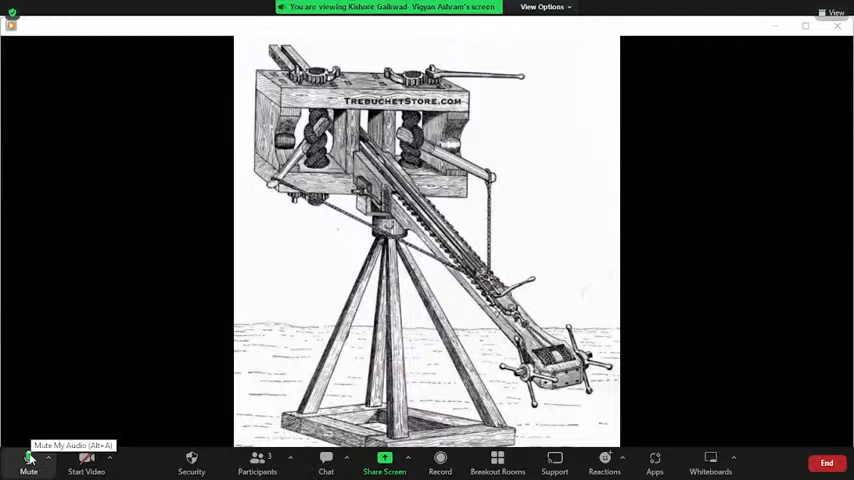 You are viewing Kishore Gaikwad- Vigyan Ashram's screen
View Options
View
TREBUCHETSTORE.COM
Mute My Audio (Alt+A)
Mute
Start Video
Security
Participants
3
Chat
Share Screen
Record
Breakout Rooms
Support
Reactions
Apps
Whiteboards
End